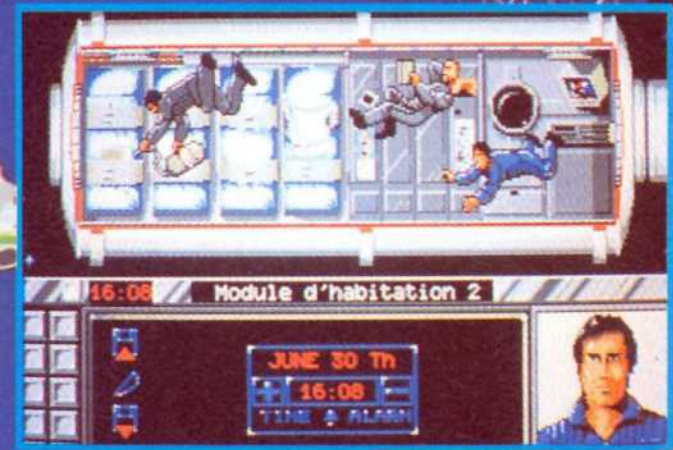 16:08 Module d'habitation 2
JUNE 30 Th
+ 16:08 -
TIME & ALARM